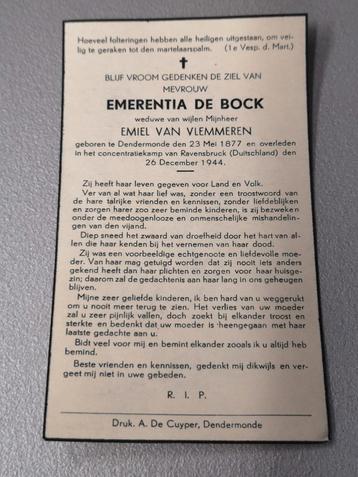 Hoeveel folteringen hebben alle heiligen uitgestaan, om vei-
lig te geraken tot den martelaarspalm. (1e Vesp. d. Mart.)
BLIJF VROOM GEDENKEN DE ZIEL VAN
MEVROUW
EMERENTIA DE BOCK
weduwe van wijlen Mijnheer
EMIEL VAN VLEMMEREN
geboren te Dendermonde den 23 Mei 1877 en overleden
in het concentratiekamp van Ravensbruck (Duitschland) den
26 December 1944.
Zij heeft haar leven gegeven voor Land en Volk.
Ver van al wat haar lief was, zonder een troostwoord van
de hare talrijke vrienden en kennissen, zonder liefdeblijken
en zorgen harer zoo zeer beminde kinderen, is zij bezweken
onder de meedoogenlooze en onmenschelijke mishandelin-
gen van den vijand.
Diep sneed het zwaard van droefheid door het hart van al-
len die haar kenden bij het vernemen van haar dood.
Zij was een voorbeeldige echtgenoote en liefdevolle moe-
der. Van haar mag getuigd worden dat zij niets anders
gekend heeft dan haar plichten en zorgen voor haar huisge-
zin; daarom zal de gedachtenis aan haar lang in ons geheugen
blijven.
Mijne zeer geliefde kinderen, ik ben hard van u weggerukt
om u nooit meer terug te zien. Het verlies van uw moeder
zal u zeer pijnlijk vallen, doch zoekt bij elkander troost en
sterkte en bedenkt dat uw moeder is heengegaan met haar
laatste gedachte aan u.
Bidt veel voor mij en bemint elkander zooals ik u altijd heb
bemind.
Beste vrienden en kennissen, gedenkt mij dikwijls en ver-
geet mij niet in uwe gebeden.
R. I. P.
Druk. A. De Cuyper, Dendermonde